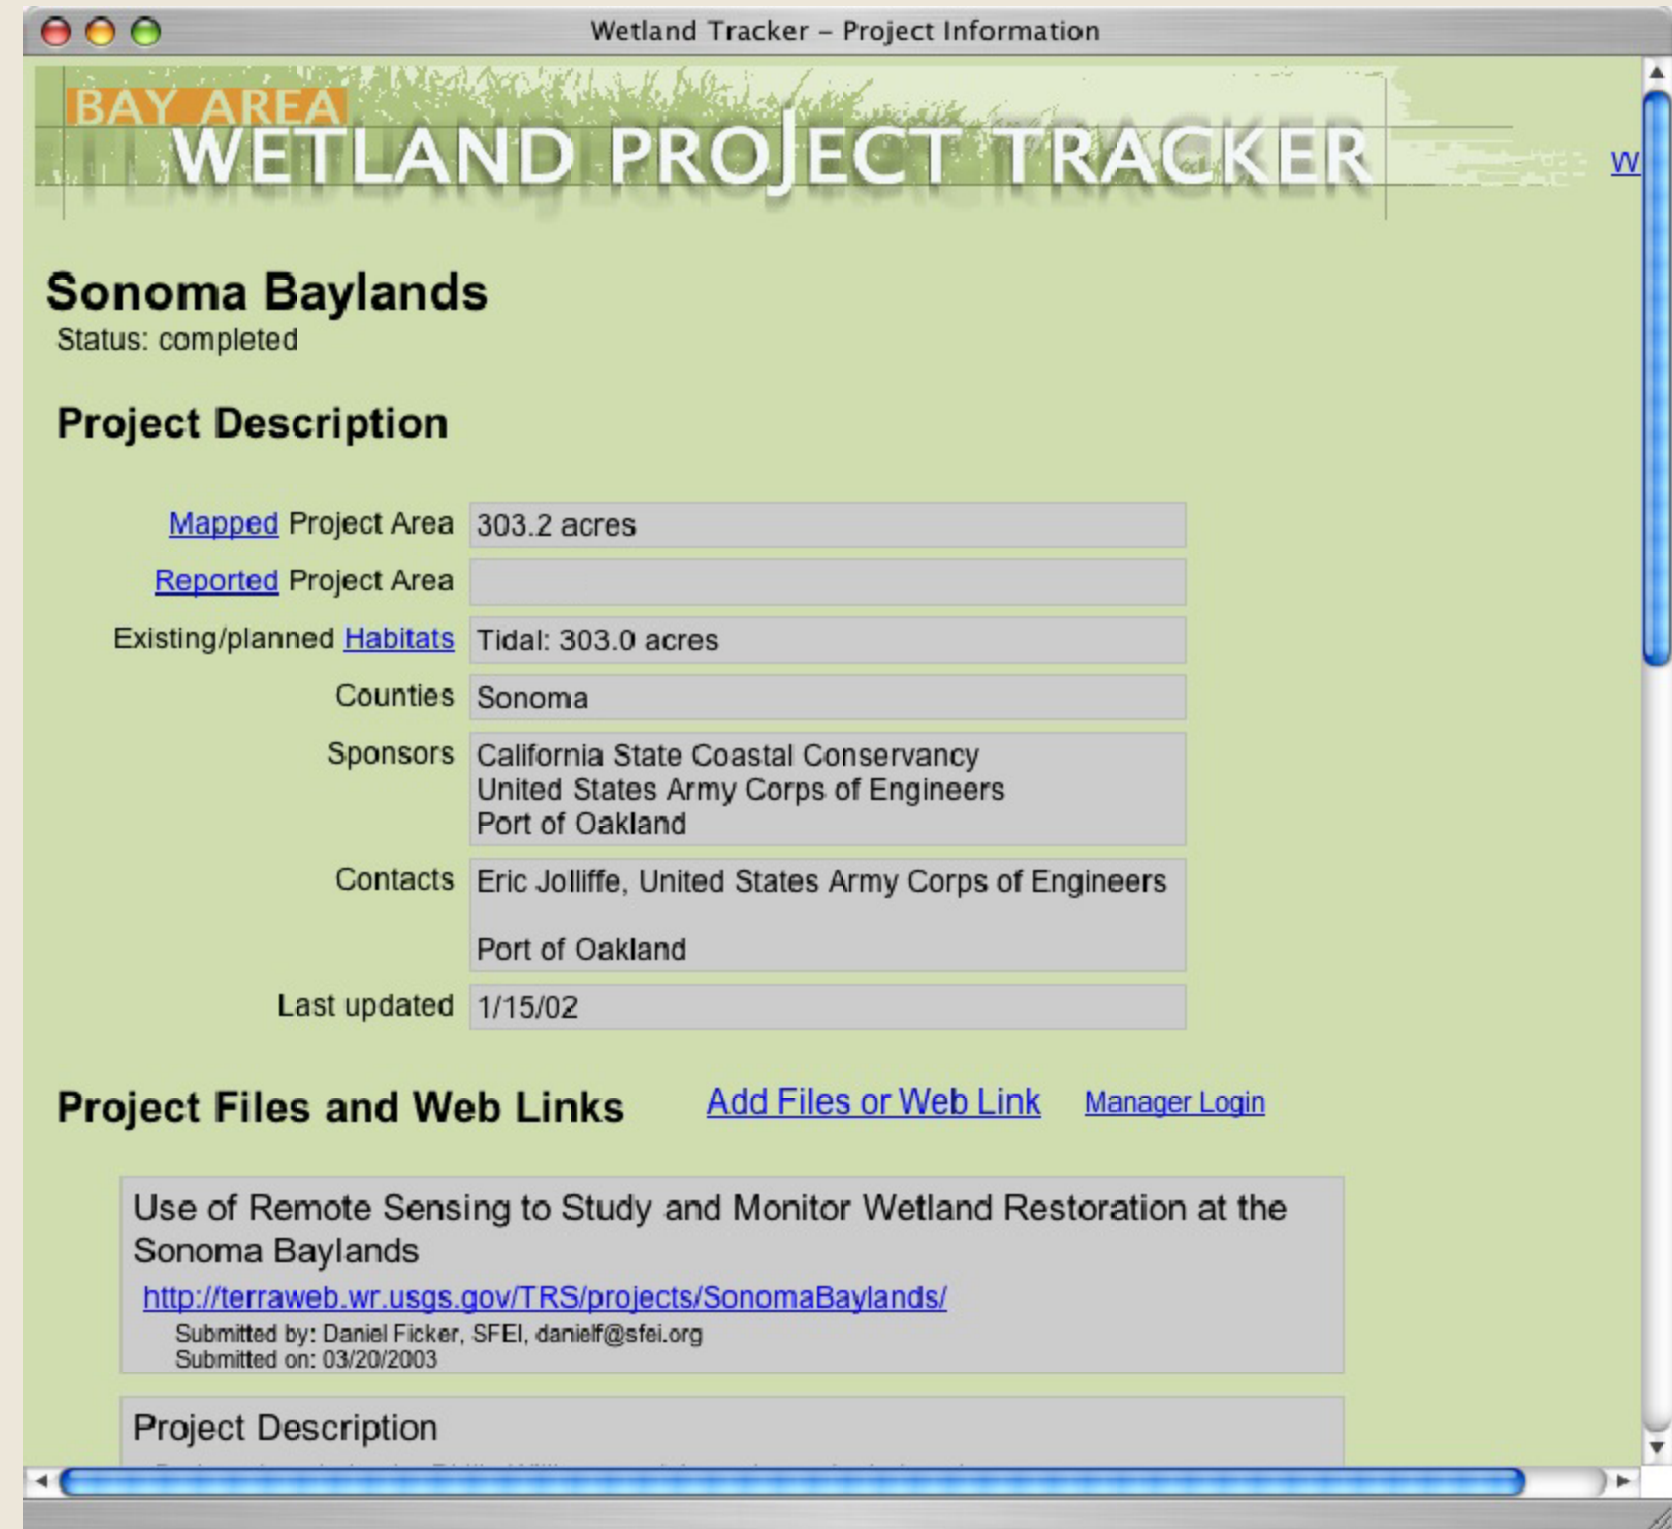 Wetland Tracker – Project Information
BAY AREA
WETLAND PROJECT TRACKER
W
Sonoma Baylands
Status: completed
Project Description
Mapped Project Area 303.2 acres
Reported Project Area
Existing/planned Habitats Tidal: 303.0 acres
Counties Sonoma
Sponsors California State Coastal Conservancy
United States Army Corps of Engineers
Port of Oakland
Contacts Eric Jolliffe, United States Army Corps of Engineers
Port of Oakland
Last updated 1/15/02
Project Files and Web Links Add Files or Web Link Manager Login
Use of Remote Sensing to Study and Monitor Wetland Restoration at the
Sonoma Baylands
http://terraweb.wr.usgs.gov/TRS/projects/SonomaBaylands/
Submitted by: Daniel Ficker, SFEI, danielf@sfei.org
Submitted on: 03/20/2003
Project Description